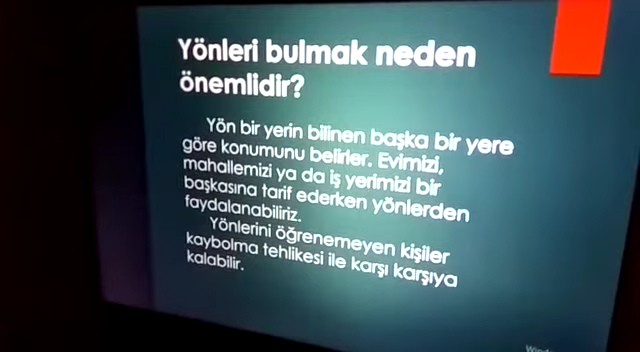 Yönleri bulmak neden
önemlidir?
Yön bir yerin bilinen başka bir yere
göre konumunu belirler. Evimizi,
mahallemizi ya da iş yerimizi bir
başkasına tarif ederken yönlerden
faydalanabiliriz.
Yönlerini öğrenemeyen kişiler
kaybolma tehlikesi ile karşı karşıya
kalabilir.